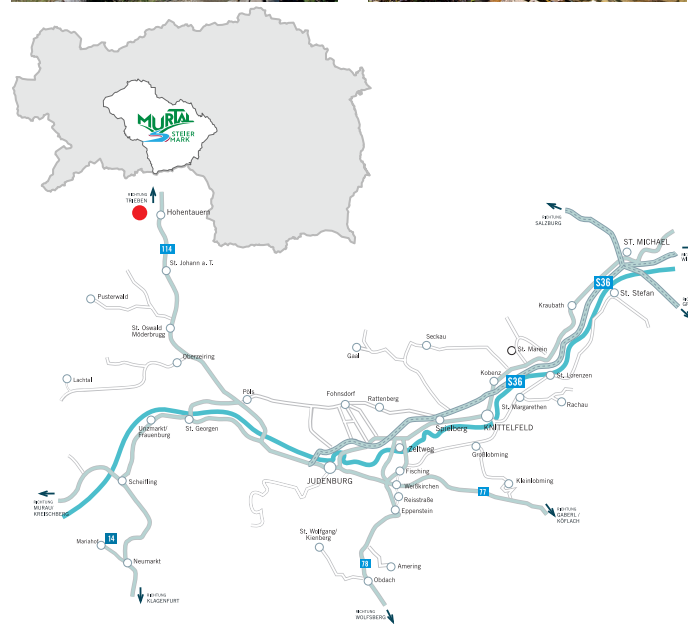 MURTAL
STEIER
MARK
RICHTUNG
TRIEBEN
Hohentauern
114
St. Johann a. T.
Pusterwald
St. Oswald
Möderbrugg
Oberzeiring
Lachtal
Pöls
Unzmarkt/
Frauenburg
St. Georgen
Scheifling
RICHTUNG
MURAU/
KREISCHBERG
14
Mariahof
Neumarkt
RICHTUNG
KLAGENFURT
RICHTUNG
SALZBURG
ST. MICHAEL
S36
St. Stefan
Kraubath
Seckau
St. Marein
Gaal
Kobenz
S36
St. Lorenzen
Fohnsdorf
Rattenberg
St. Margarethen
Rachau
Spielberg
KNITTELFELD
Zeltweg
Großlobming
JUDENBURG
Fisching
Weißkirchen
Kleinlobming
77
Reisstraße
Eppenstein
RICHTUNG
GABERL /
KÖFLACH
St. Wolfgang/
Kienberg
78
Amering
Obdach
RICHTUNG
WOLFSBERG